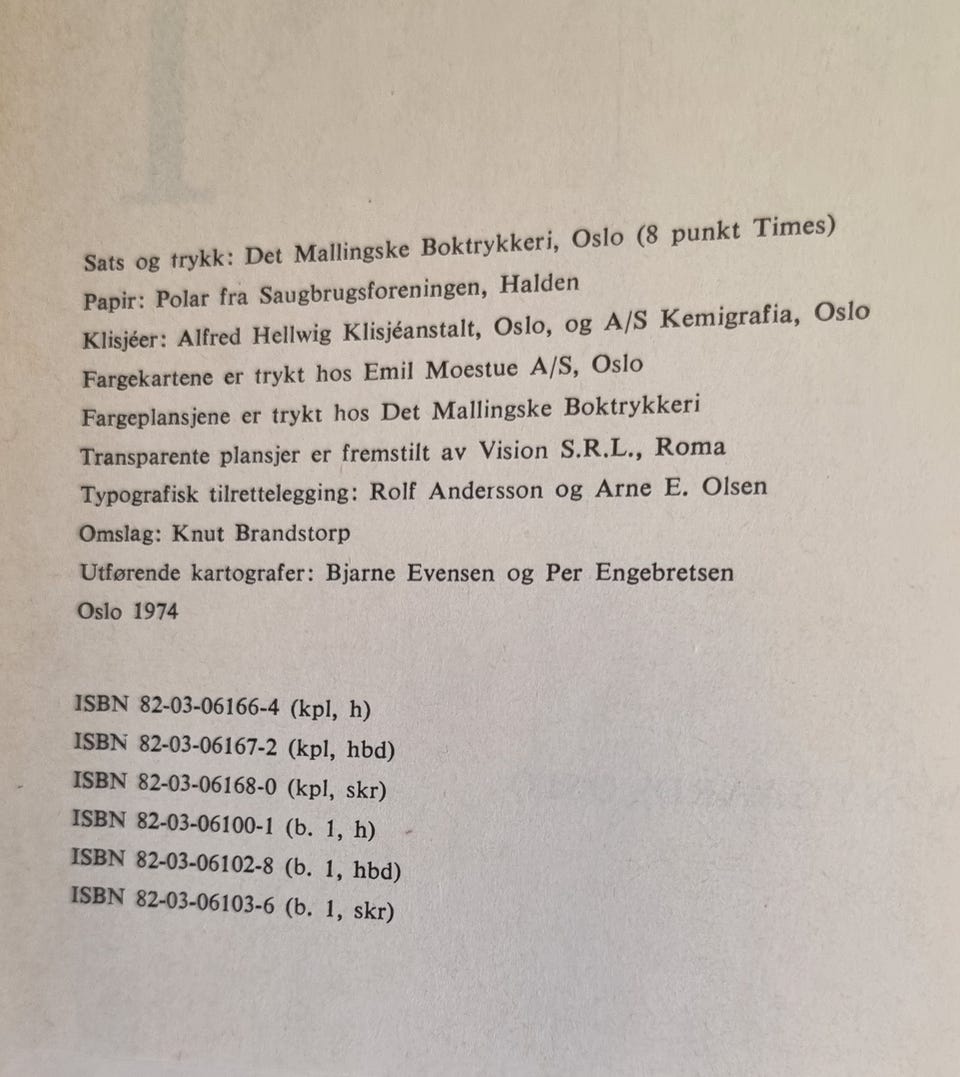 Sats og trykk: Det Mallingske Boktrykkeri, Oslo (8 punkt Times)
Papir: Polar fra Saugbrugsforeningen, Halden
Klisjéer: Alfred Hellwig Klisjéanstalt, Oslo, og A/S Kemigrafia, Oslo
Fargekartene er trykt hos Emil Moestue A/S, Oslo
Fargeplansjene er trykt hos Det Mallingske Boktrykkeri
Transparente plansjer er fremstilt av Vision S.R.L., Roma
Typografisk tilrettelegging: Rolf Andersson og Arne E. Olsen
Omslag: Knut Brandstorp
Utførende kartografer: Bjarne Evensen og Per Engebretsen
Oslo 1974
ISBN 82-03-06166-4 (kpl, h)
ISBN 82-03-06167-2 (kpl, hbd)
ISBN 82-03-06168-0 (kpl, skr)
ISBN 82-03-06100-1 (b. 1, h)
ISBN 82-03-06102-8 (b. 1, hbd)
ISBN 82-03-06103-6 (b. 1, skr)